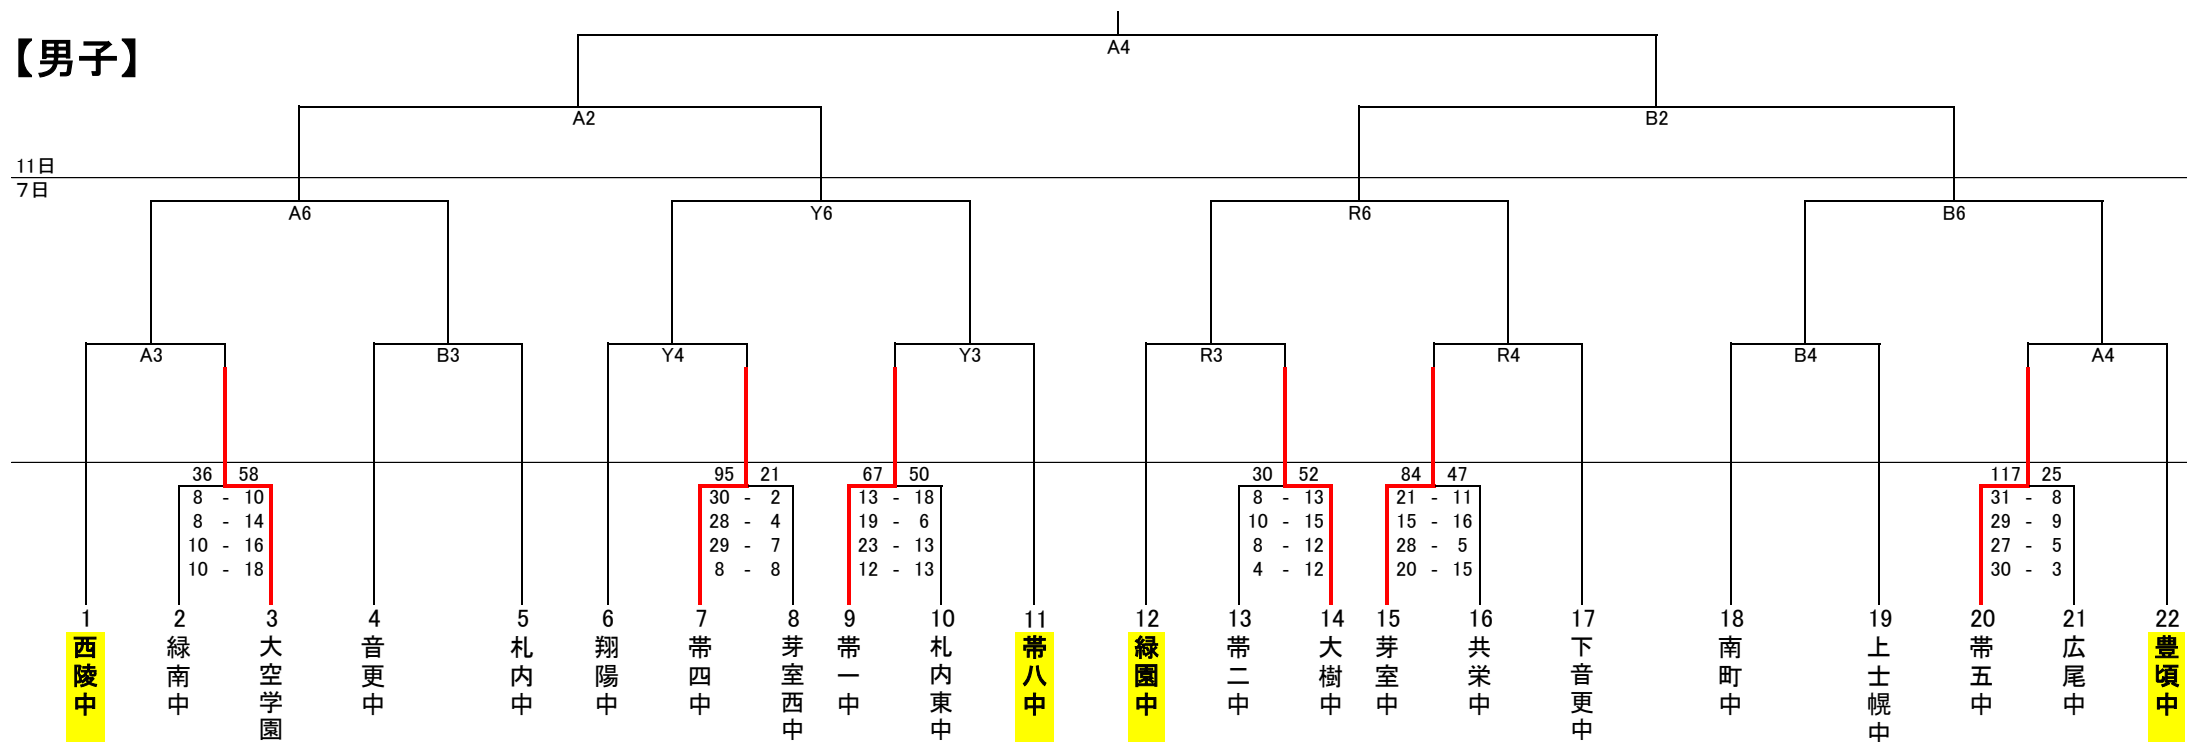 A4
【男子】
A2 B2
11日
7日
A6 Y6 R6 B6
A3 B3 Y4 Y3 R3 R4 B4 A4
36 58 95 21 67 50 30 52 84 47 117 25
8 - 10 30 - 2 13 - 18 8 - 13 21 - 11 31 - 8
8 - 14 28 - 4 19 - 6 10 - 15 15 - 16 29 - 9
10 - 16 29 - 7 23 - 13 8 - 12 28 - 5 27 - 5
10 - 18 8 - 8 12 - 13 4 - 12 20 - 15 30 - 3
1 2 3 4 5 6 7 8 9 10 11 12 13 14 15 16 17 18 19 20 21 22
西陵中
緑南中
大空学園
音更中
札内中
翔陽中
帯四中
芽室西中
帯一中
札内東中
帯八中
緑園中
帯二中
大樹中
芽室中
共栄中
下音更中
南町中
上士幌中
帯五中
広尾中
豊頃中